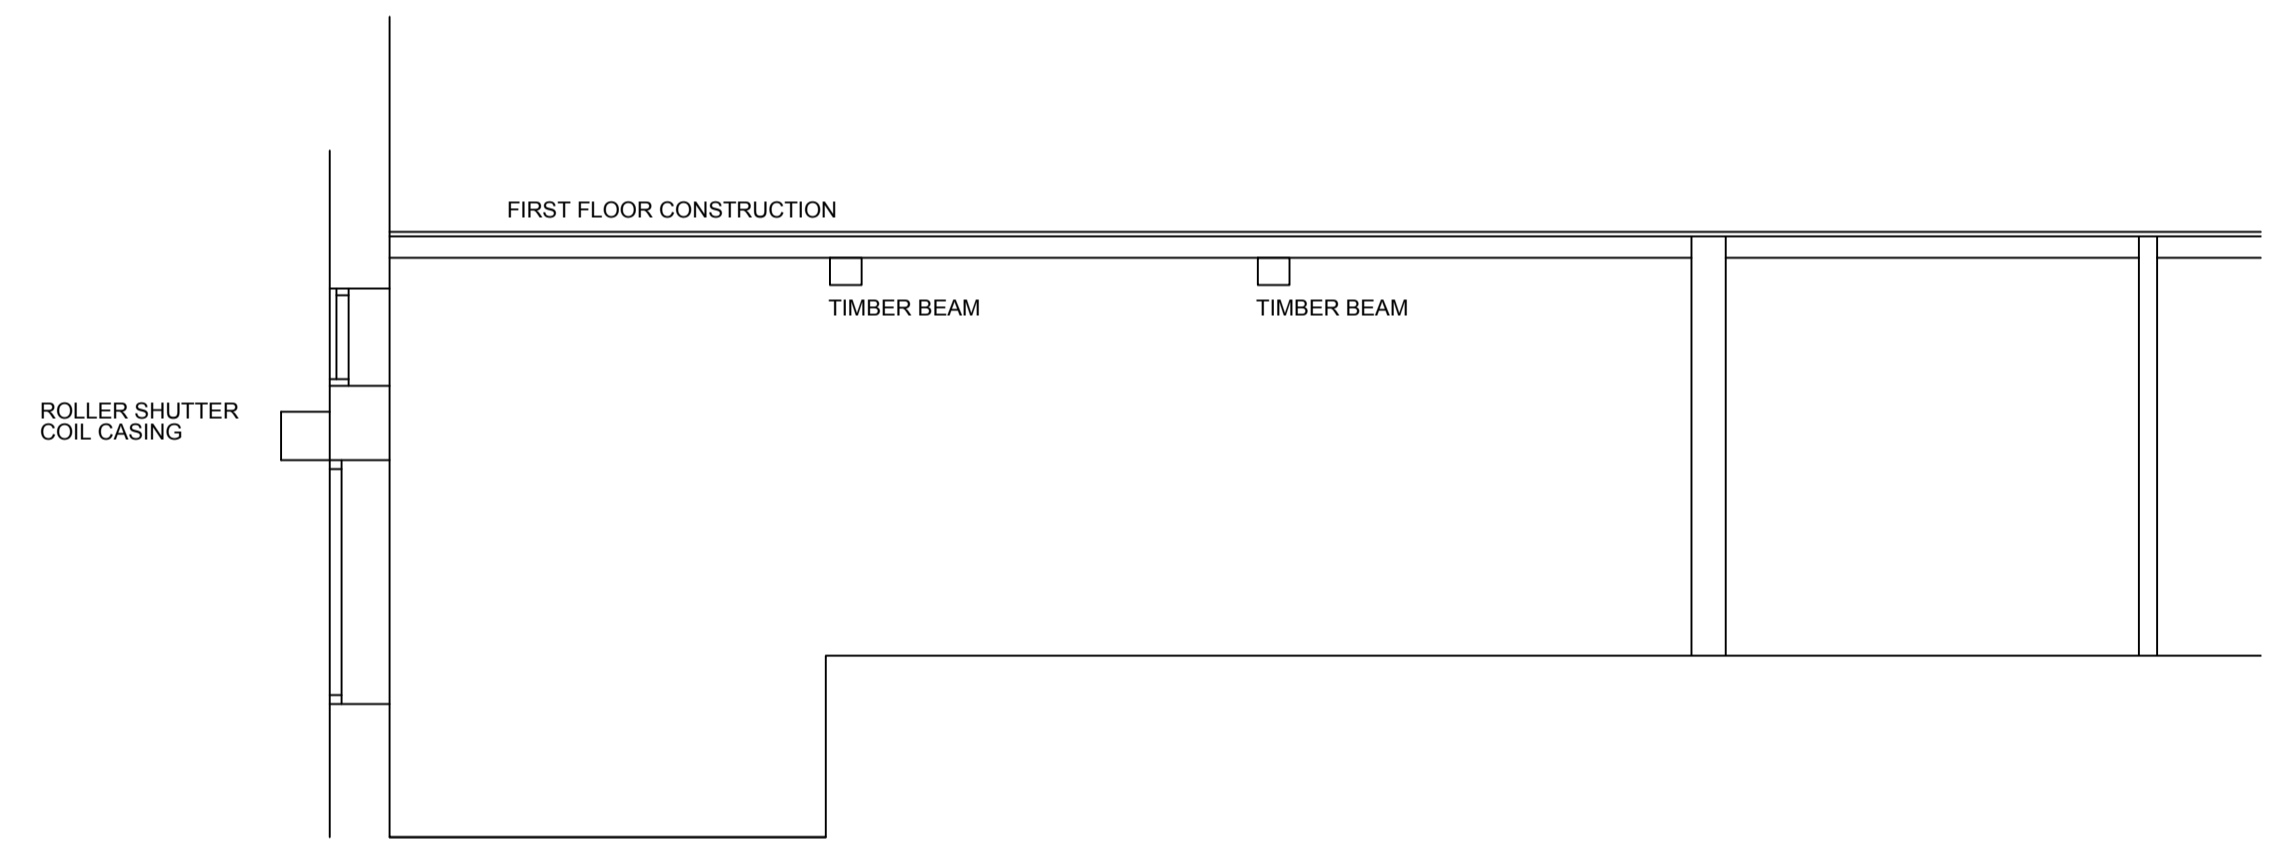 FIRST FLOOR CONSTRUCTION
TIMBER BEAM
TIMBER BEAM
ROLLER SHUTTER
COIL CASING